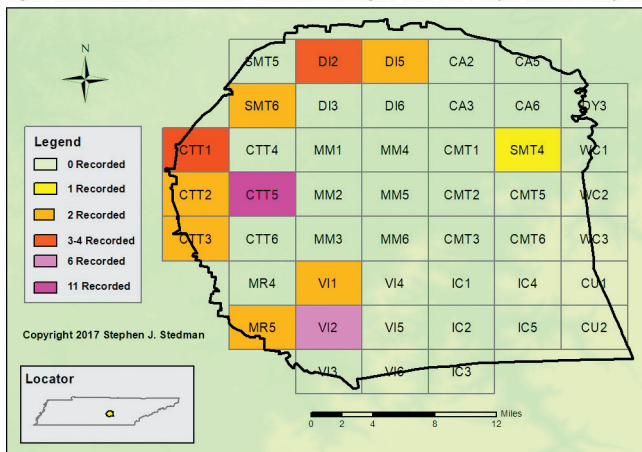 SMT5 DI2 DI5 CA2 CA5
N
SMT6 DI3 DI6 CA3 CA6 DY3
Legend
0 Recorded
1 Recorded
2 Recorded
3-4 Recorded
6 Recorded
11 Recorded
CTT1 CTT4 MM1 MM4 CMT1 SMT4 WC1
CTT2 CTT5 MM2 MM5 CMT2 CMT5 WC2
CTT3 CTT6 MM3 MM6 CMT3 CMT6 WC3
MR4 VI1 VI4 IC1 IC4 CU1
MR5 VI2 VI5 IC2 IC5 CU2
VI3 VI6 IC3
Copyright 2017 Stephen J. Stedman
Locator
Miles
0 2 4 8 12